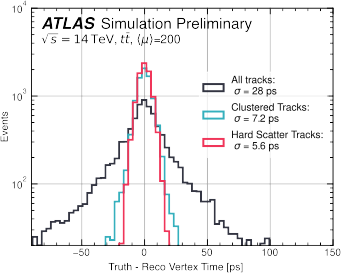 10⁴
ATLAS Simulation Preliminary
√s = 14 TeV, tt̄, ⟨μ⟩=200
All tracks:
σ = 28 ps
10³
Clustered Tracks:
σ = 7.2 ps
Hard Scatter Tracks:
σ = 5.6 ps
Events
10²
−50 0 50 100 150
Truth - Reco Vertex Time [ps]